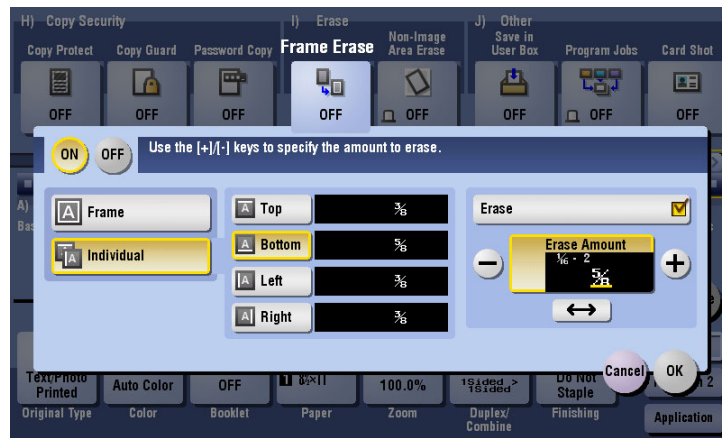 H) Copy Security
I) Erase
J) Other
Copy Protect
Copy Guard
Password Copy
Frame Erase
Non-Image
Area Erase
Save in
User Box
Program Jobs
Card Shot
OFF
OFF
OFF
OFF
OFF
OFF
OFF
OFF
ON
OFF
Use the [+]/[-] keys to specify the amount to erase.
A)
Frame
Individual
Top
3/8
Bottom
5/8
Left
3/8
Right
3/8
Erase
Erase Amount
1/16 - 2
5/8
Cancel
OK
Text/Photo
Printed
Auto Color
OFF
100.0%
1Sided >
1Sided
Do Not
Staple
2
Original Type
Color
Booklet
Paper
Zoom
Duplex/
Combine
Finishing
Application